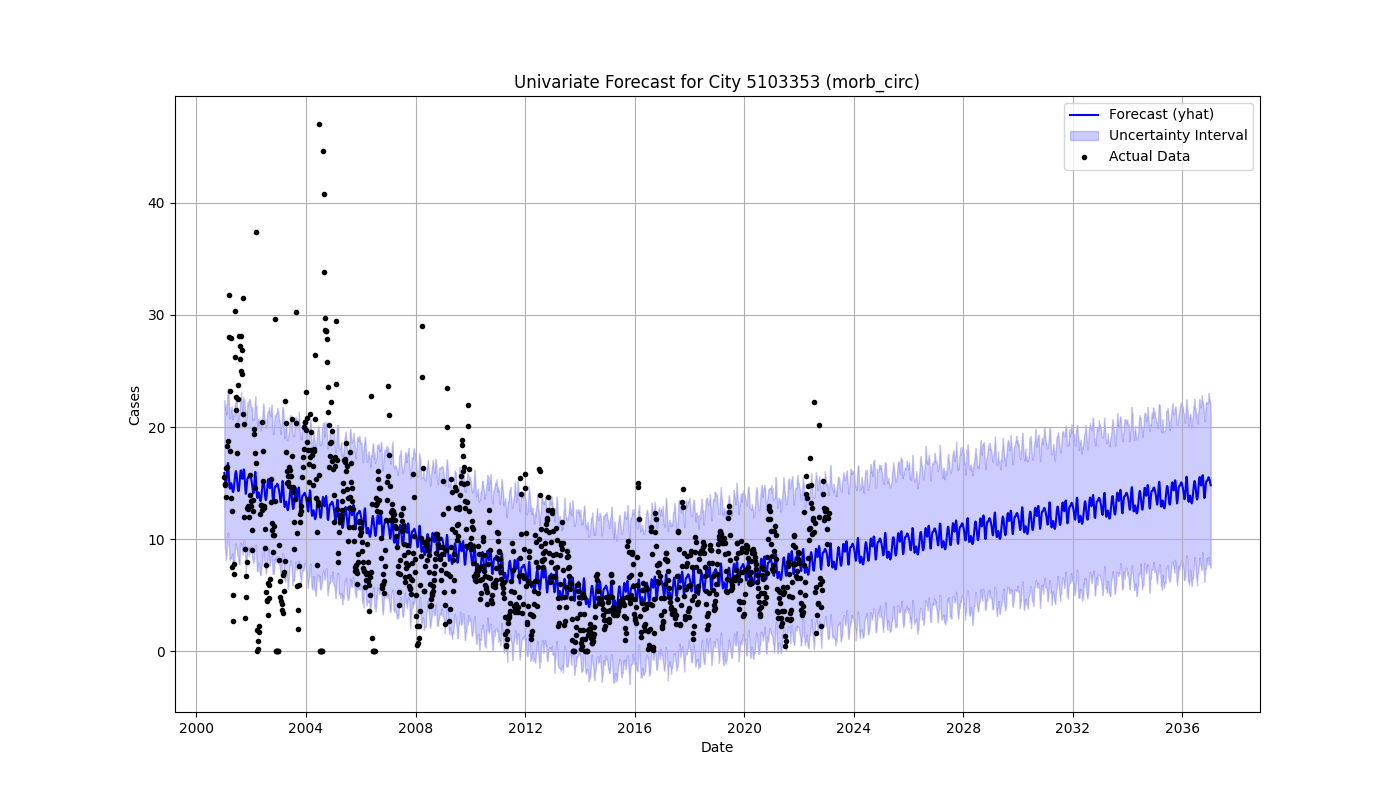 Univariate Forecast for City 5103353 (morb_circ)
Forecast (yhat)
Uncertainty Interval
Actual Data
Cases
40
30
20
10
0
2000 2004 2008 2012 2016 2020 2024 2028 2032 2036
Date